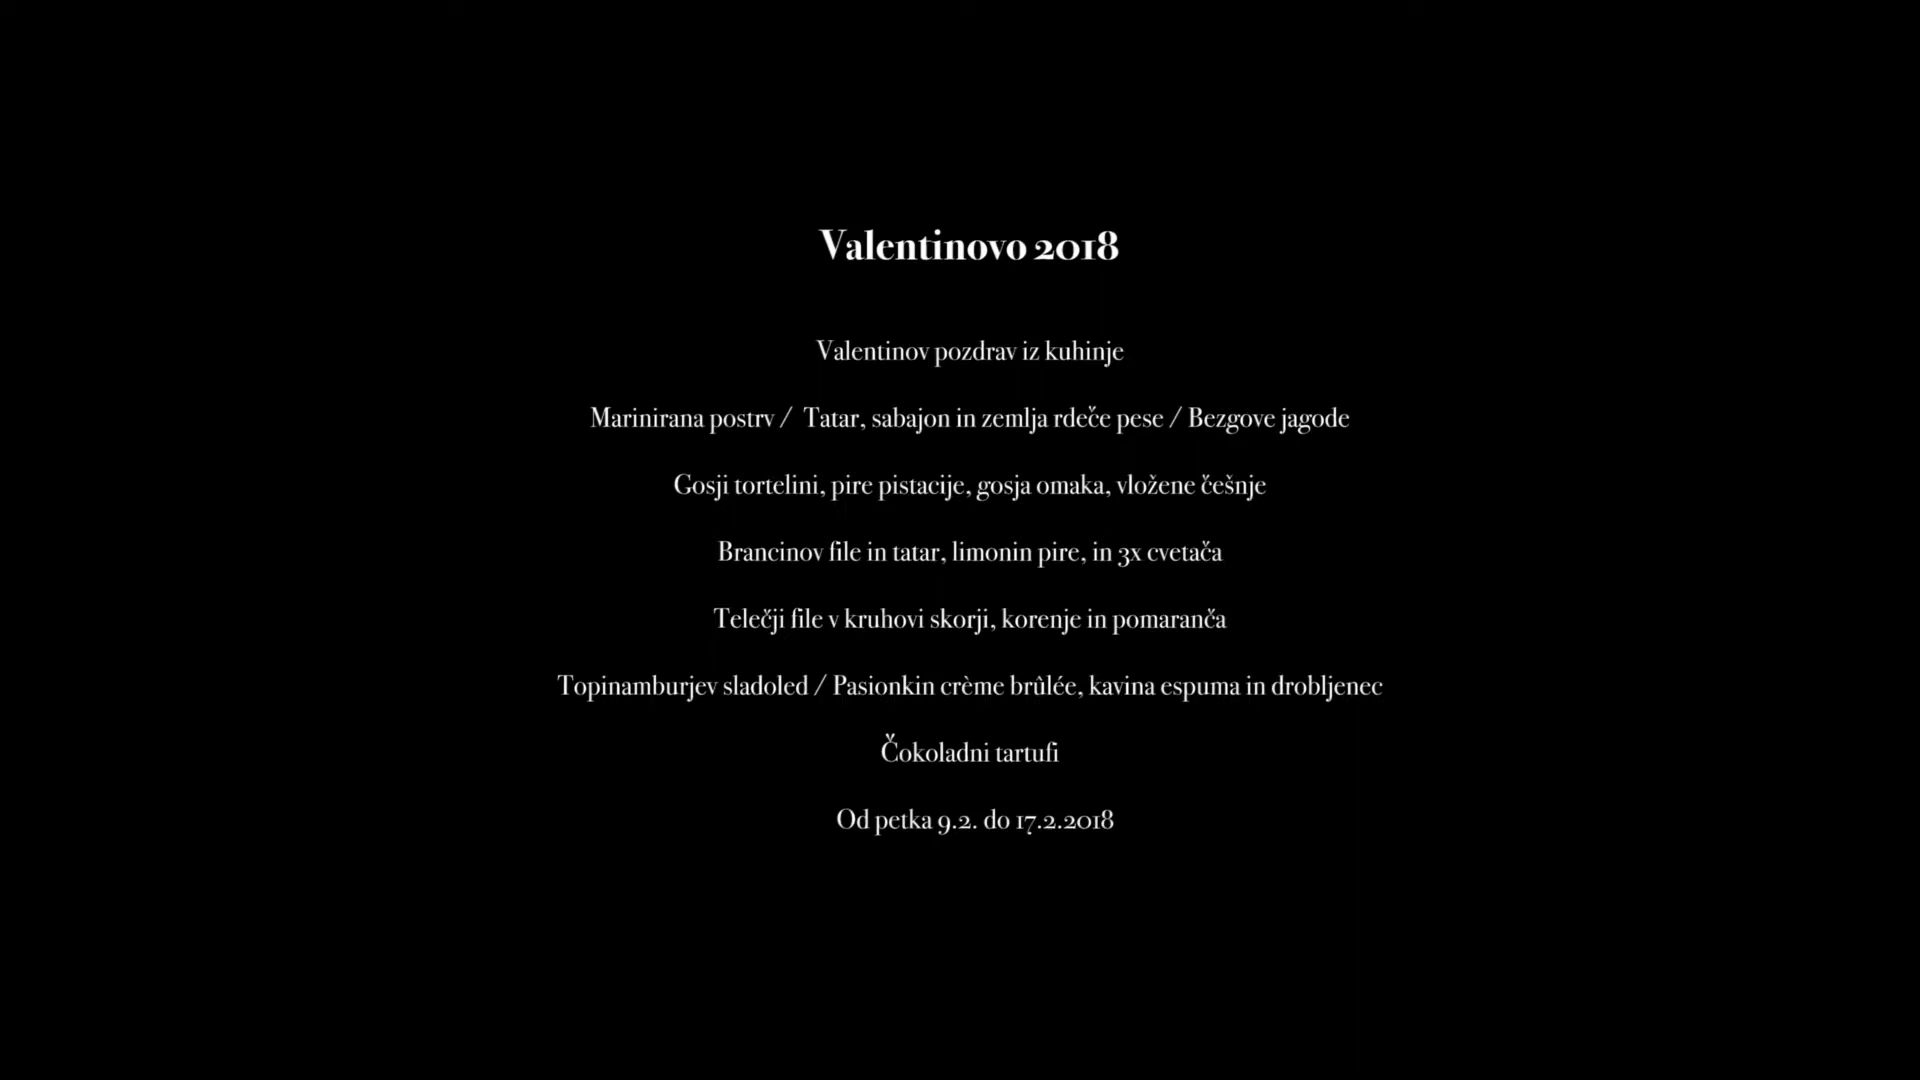 Valentinovo 2018
Valentinov pozdrav iz kuhinje
Marinirana postrv / Tatar, sabajon in zemlja rdeče pese / Bezgove jagode
Gosji tortelini, pire pistacije, gosja omaka, vložene češnje
Brancinov file in tatar, limonin pire, in 3x cvetača
Telečji file v kruhovi skorji, korenje in pomaranča
Topinamburjev sladoled / Pasionkin crème brûlée, kavina espuma in drobljenec
Čokoladni tartufi
Od petka 9.2. do 17.2.2018